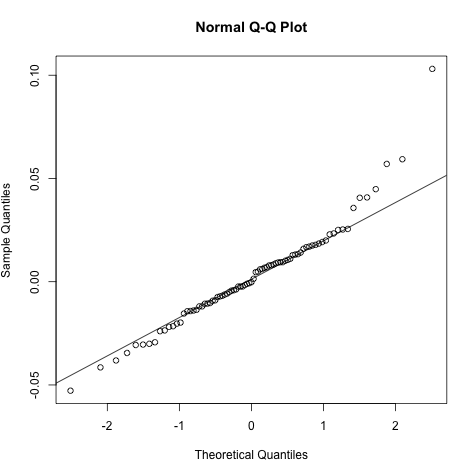 Normal Q-Q Plot
Sample Quantiles
0.10
0.05
0.00
-0.05
-2 -1 0 1 2
Theoretical Quantiles